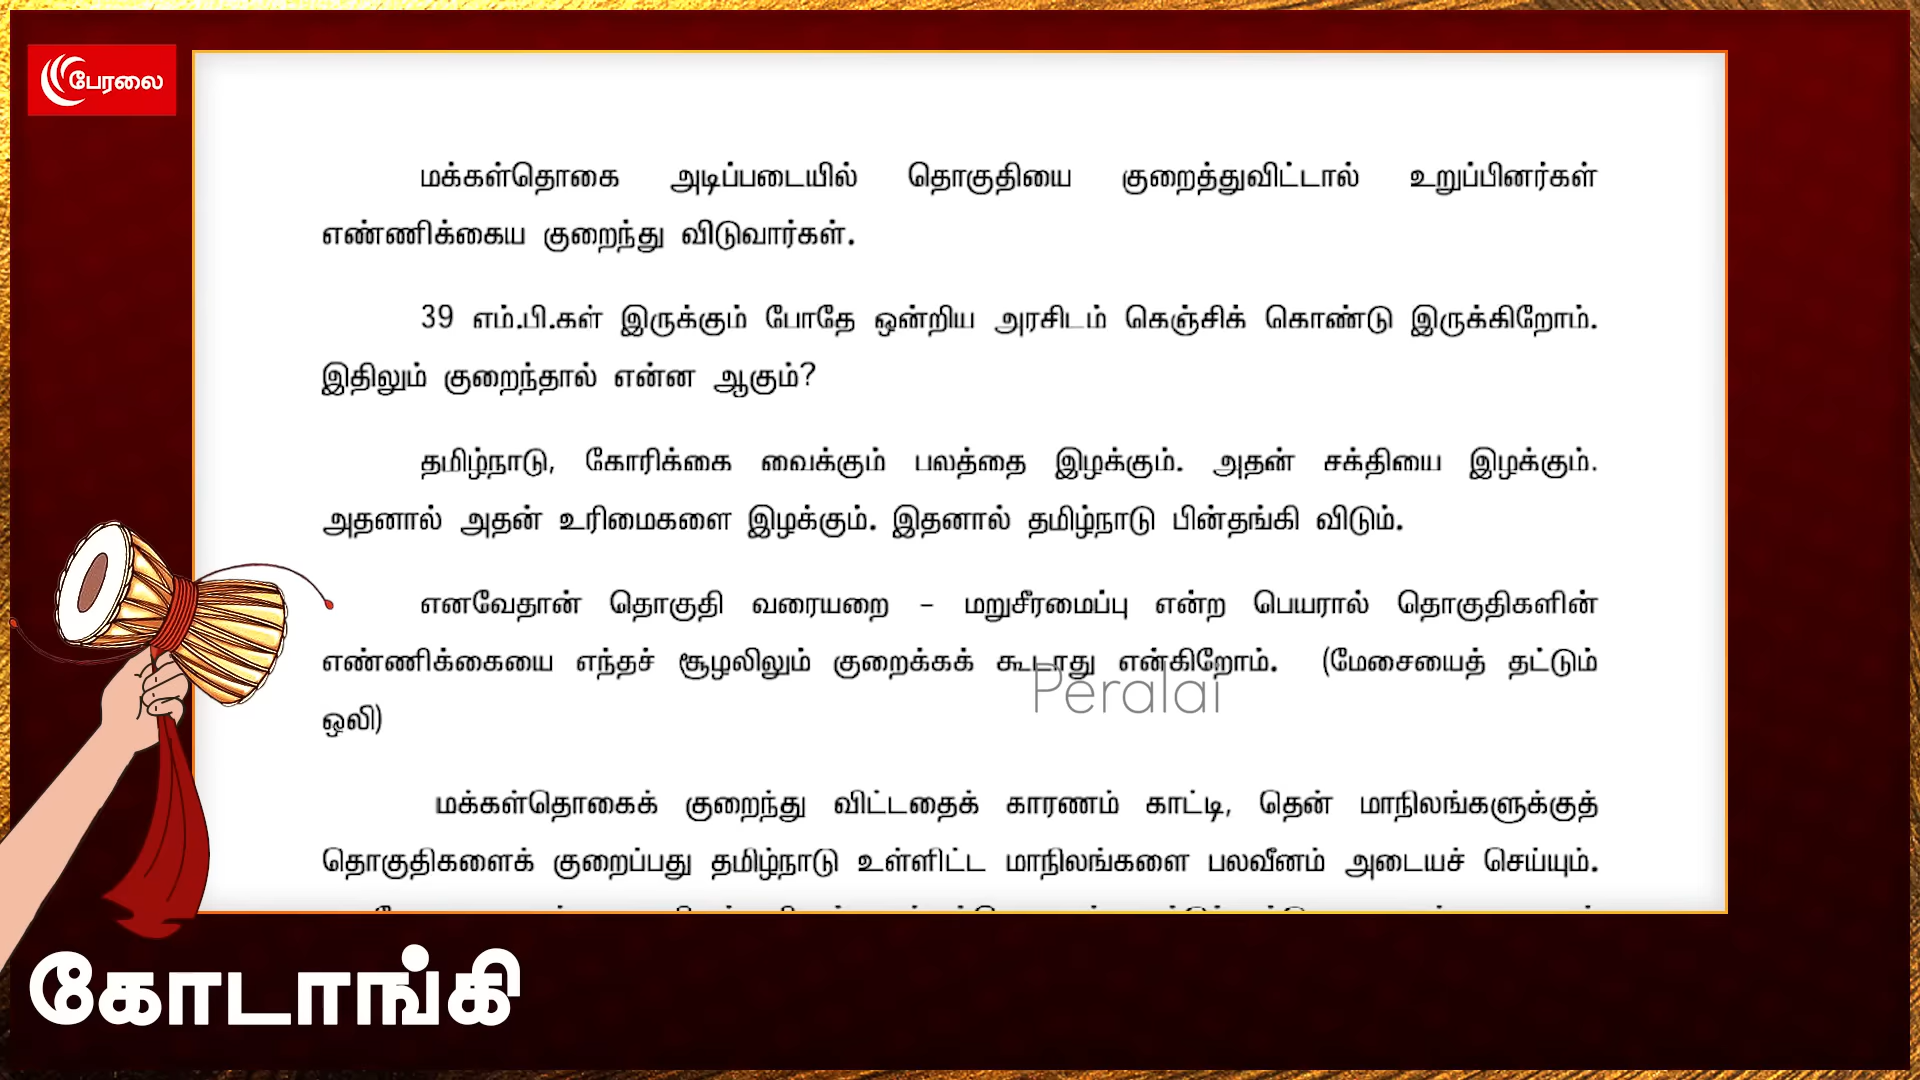 பேரலை
மக்கள்தொகை அடிப்படையில் தொகுதியை குறைத்துவிட்டால் உறுப்பினர்கள்
எண்ணிக்கைய குறைந்து விடுவார்கள்.
39 எம்.பி.கள் இருக்கும் போதே ஒன்றிய அரசிடம் கெஞ்சிக் கொண்டு இருக்கிறோம்.
இதிலும் குறைந்தால் என்ன ஆகும்?
தமிழ்நாடு, கோரிக்கை வைக்கும் பலத்தை இழக்கும். அதன் சக்தியை இழக்கும்.
அதனால் அதன் உரிமைகளை இழக்கும். இதனால் தமிழ்நாடு பின்தங்கி விடும்.
எனவேதான் தொகுதி வரையறை – மறுசீரமைப்பு என்ற பெயரால் தொகுதிகளின்
எண்ணிக்கையை எந்தச் சூழலிலும் குறைக்கக் கூடாது என்கிறோம். (மேசையைத் தட்டும்
ஒலி)
Peralai
மக்கள்தொகைக் குறைந்து விட்டதைக் காரணம் காட்டி, தென் மாநிலங்களுக்குத்
தொகுதிகளைக் குறைப்பது தமிழ்நாடு உள்ளிட்ட மாநிலங்களை பலவீனம் அடையச் செய்யும்.
கோடாங்கி